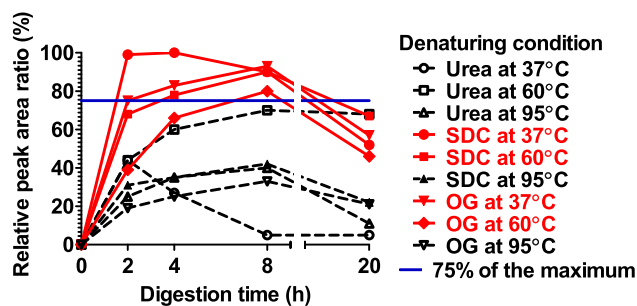 Relative peak area ratio (%)
100
80
60
40
20
0
0
2
4
8
20
Digestion time (h)
Denaturing condition
Urea at 37°C
Urea at 60°C
Urea at 95°C
SDC at 37°C
SDC at 60°C
SDC at 95°C
OG at 37°C
OG at 60°C
OG at 95°C
75% of the maximum